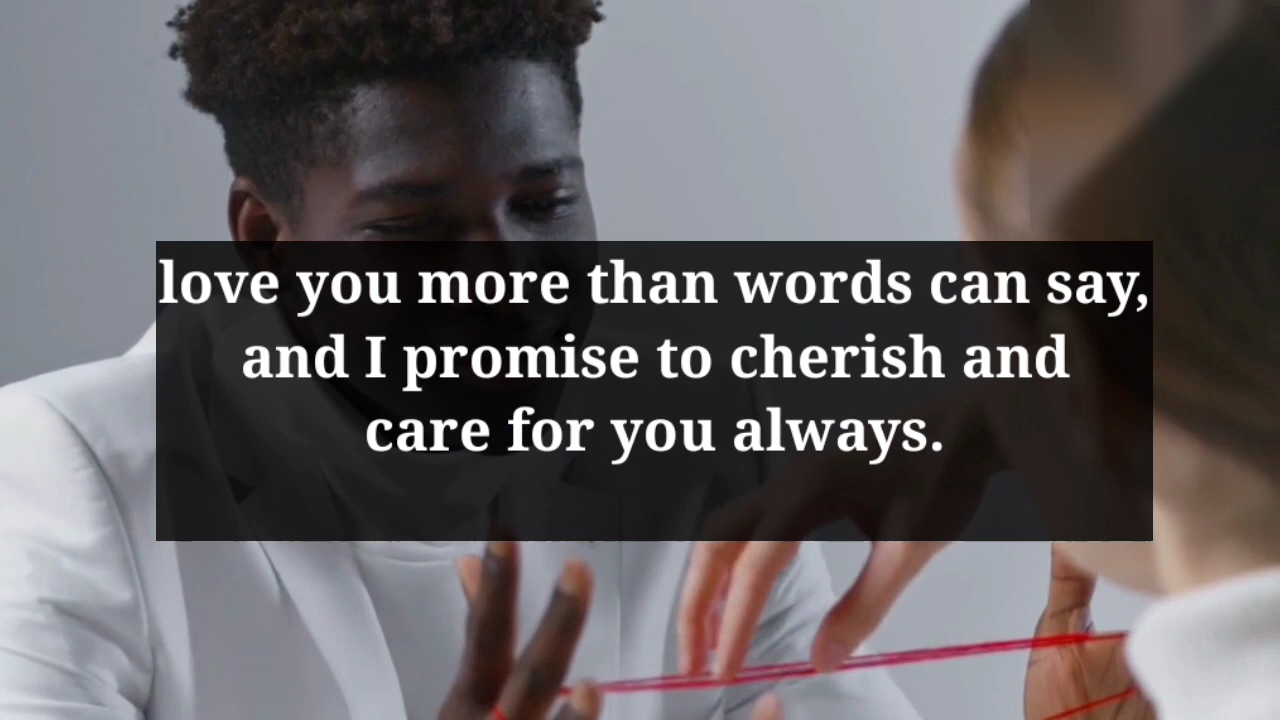 love you more than words can say,
and I promise to cherish and
care for you always.